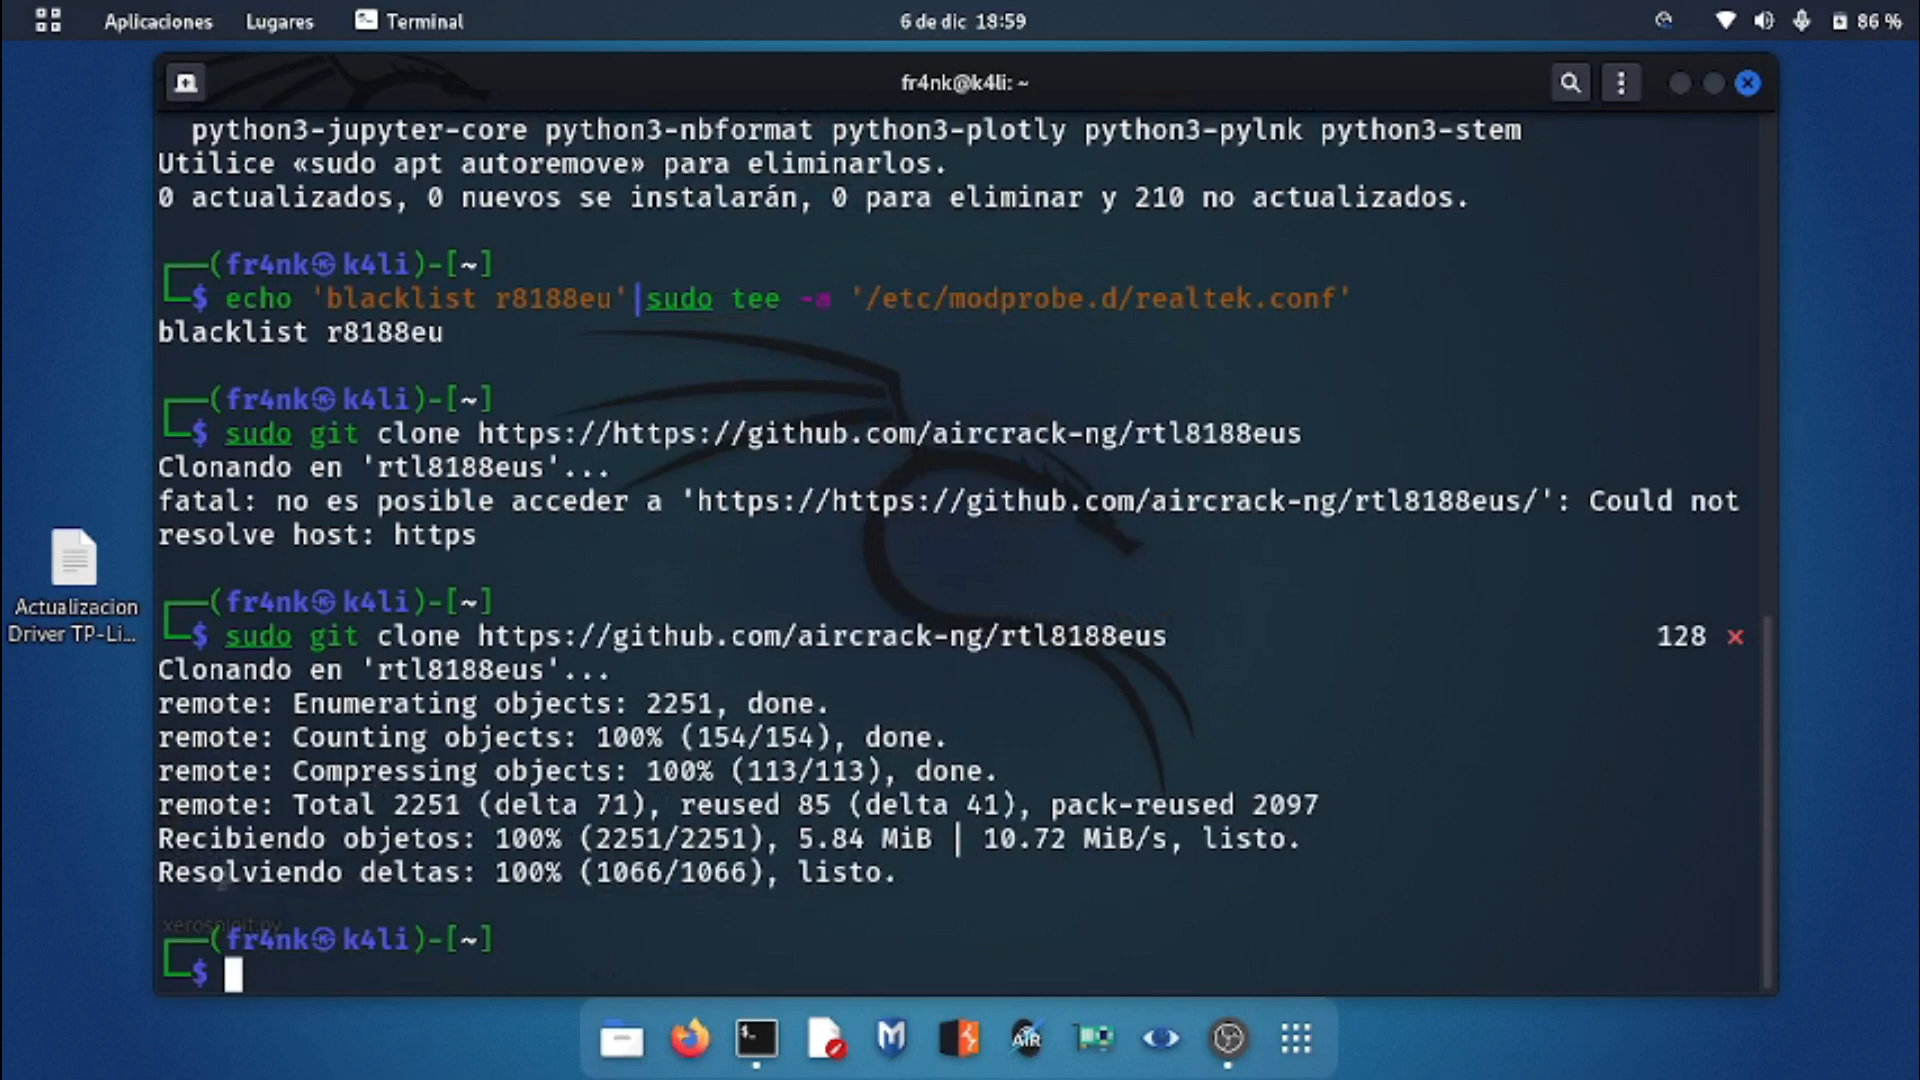 Aplicaciones Lugares Terminal 6 de dic 18:59 86 %
fr4nk@k4li: ~
python3-jupyter-core python3-nbformat python3-plotly python3-pylnk python3-stem
Utilice «sudo apt autoremove» para eliminarlos.
0 actualizados, 0 nuevos se instalarán, 0 para eliminar y 210 no actualizados.
┌──(fr4nk㉿k4li)-[~]
└─$ echo 'blacklist r8188eu'|sudo tee -a '/etc/modprobe.d/realtek.conf'
blacklist r8188eu
┌──(fr4nk㉿k4li)-[~]
└─$ sudo git clone https://https://github.com/aircrack-ng/rtl8188eus
Clonando en 'rtl8188eus'...
fatal: no es posible acceder a 'https://https://github.com/aircrack-ng/rtl8188eus/': Could not
resolve host: https
┌──(fr4nk㉿k4li)-[~]
└─$ sudo git clone https://github.com/aircrack-ng/rtl8188eus 128 ⨯
Clonando en 'rtl8188eus'...
remote: Enumerating objects: 2251, done.
remote: Counting objects: 100% (154/154), done.
remote: Compressing objects: 100% (113/113), done.
remote: Total 2251 (delta 71), reused 85 (delta 41), pack-reused 2097
Recibiendo objetos: 100% (2251/2251), 5.84 MiB | 10.72 MiB/s, listo.
Resolviendo deltas: 100% (1066/1066), listo.
xerosploit.py
┌──(fr4nk㉿k4li)-[~]
└─$
Actualizacion
Driver TP-Li...
AIR